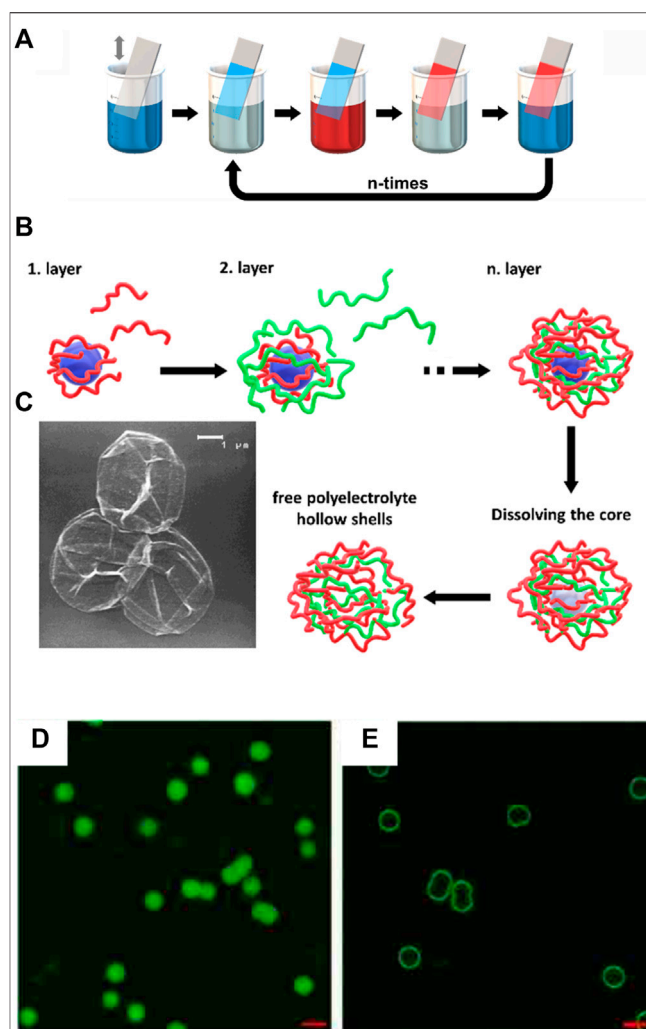 A
n-times
B
1. layer
2. layer
n. layer
C
1 µm
free polyelectrolyte
hollow shells
Dissolving the core
D
E